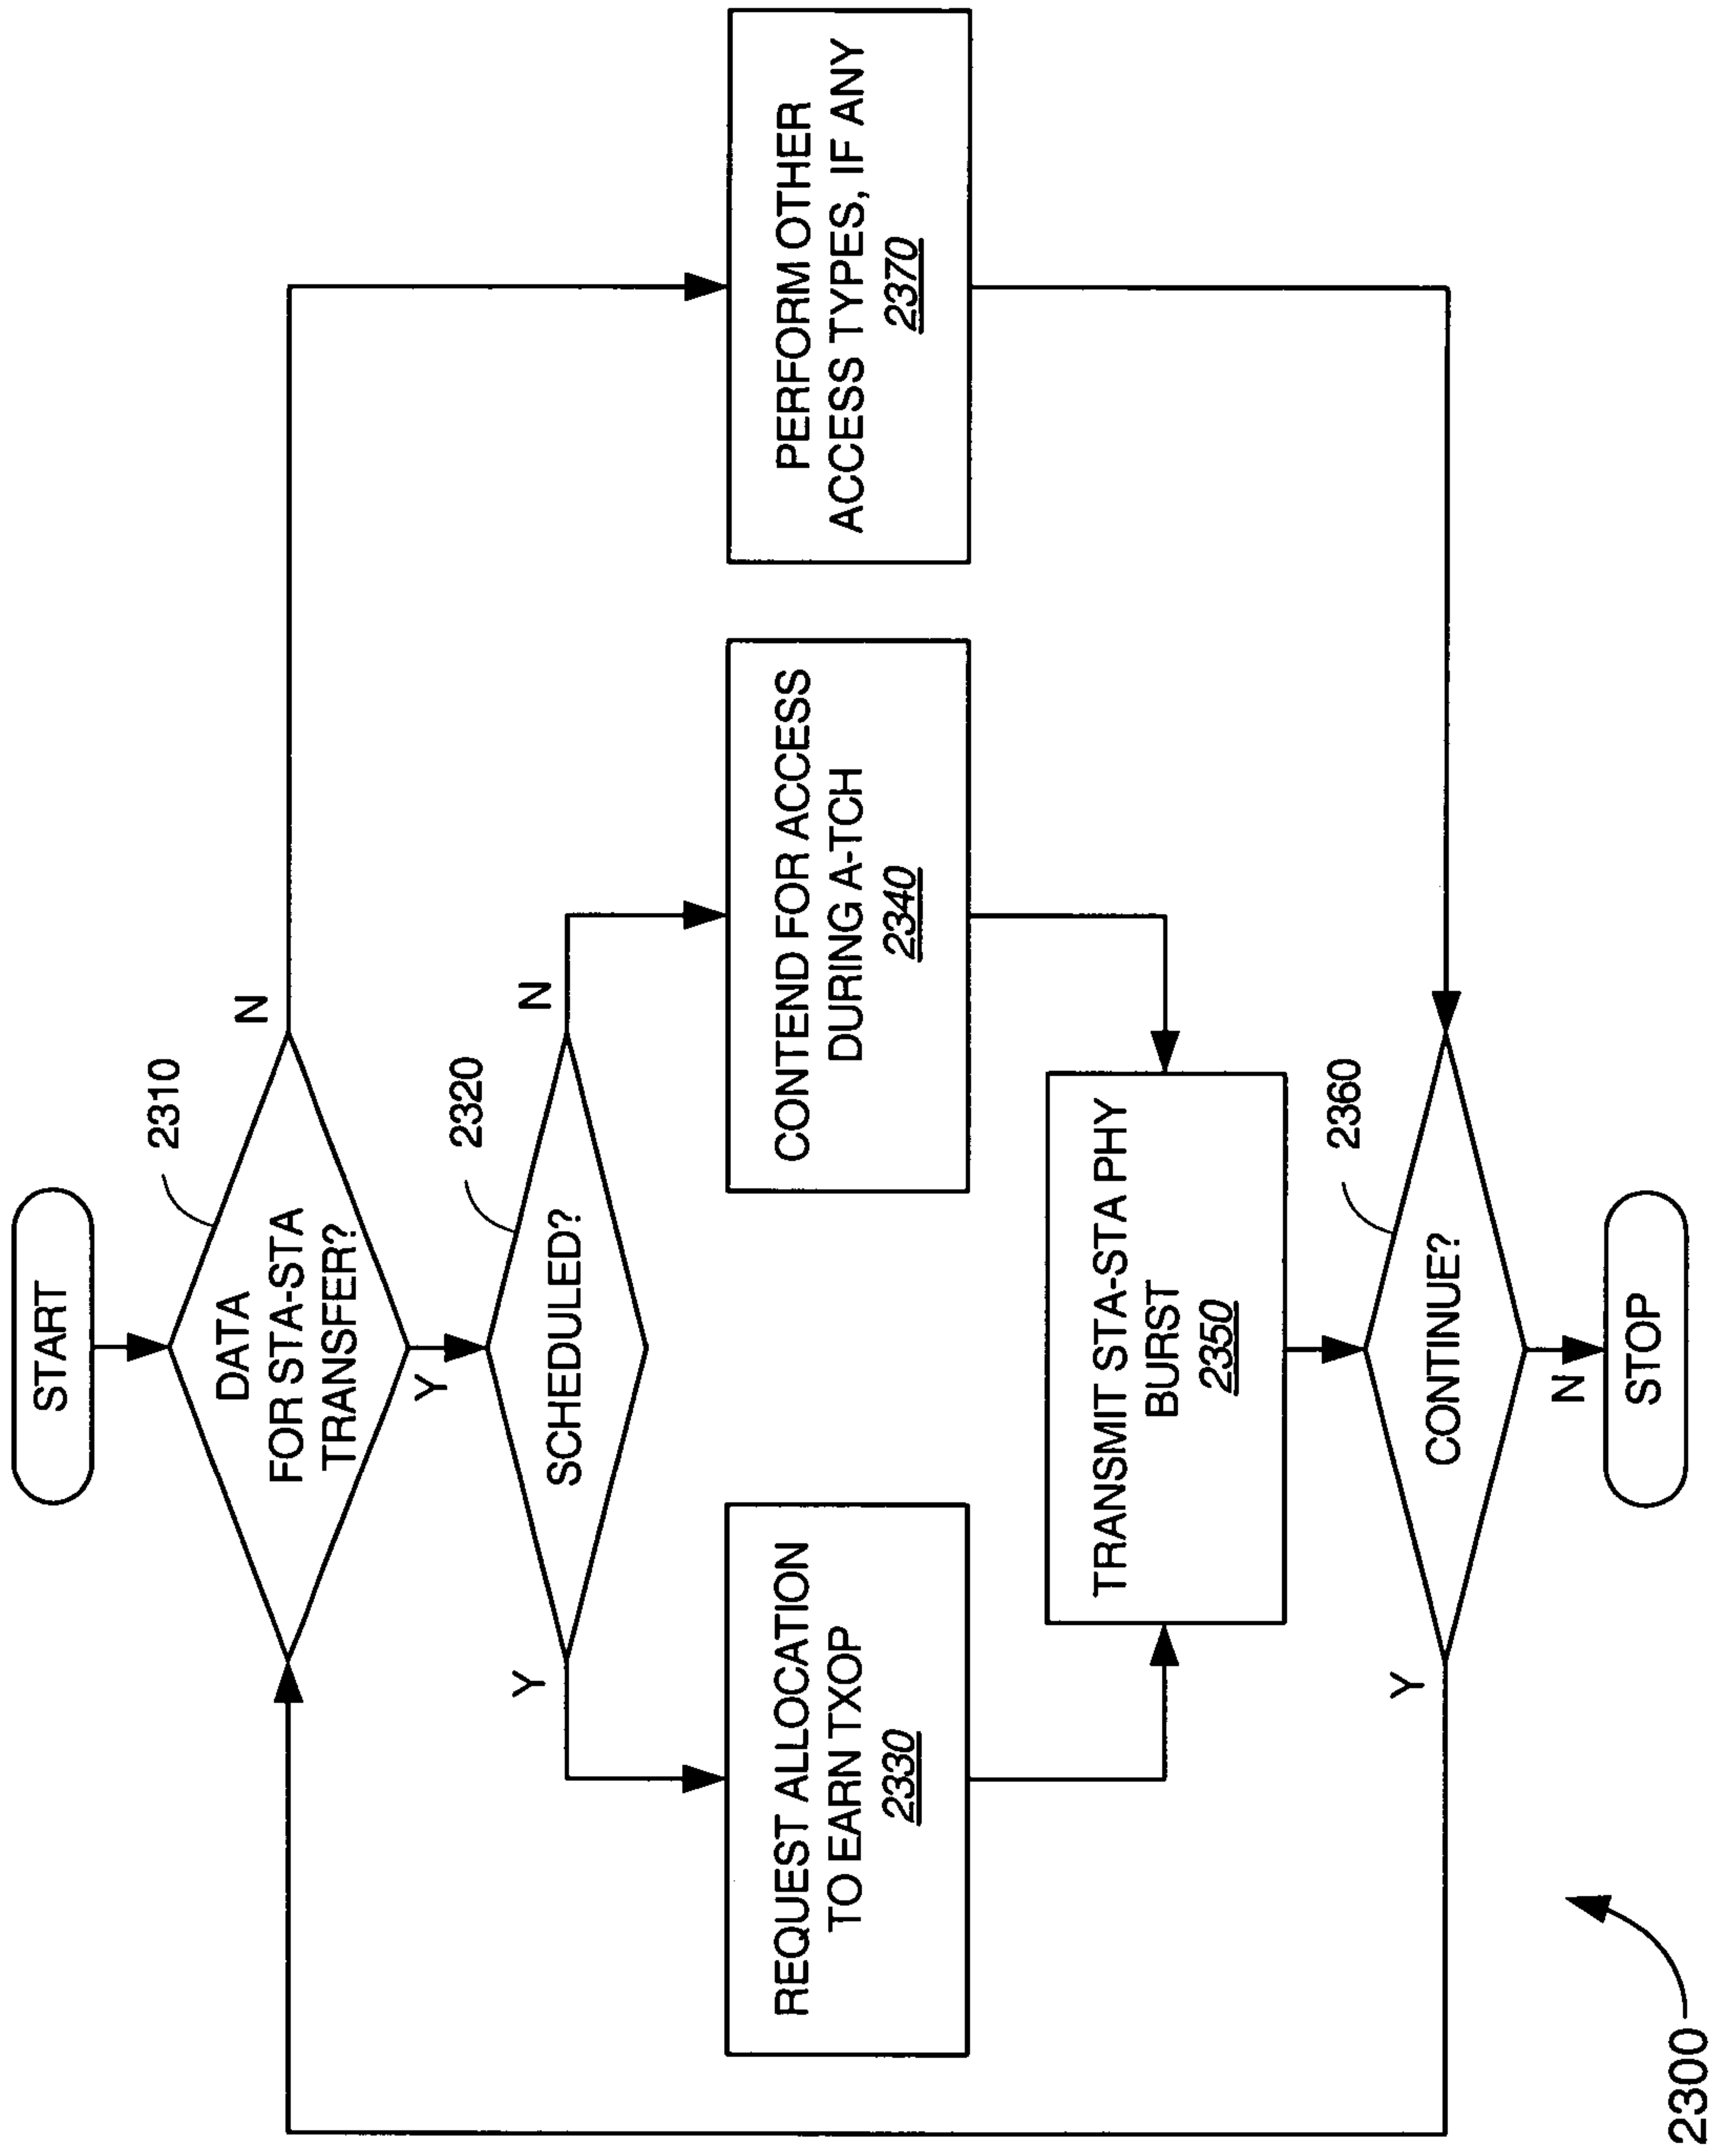 START
2310
DATA
FOR STA-STA
TRANSFER?
N
Y
2320
SCHEDULED?
Y
N
REQUEST ALLOCATION
TO EARN TXOP
2330
CONTEND FOR ACCESS
DURING A-TCH
2340
PERFORM OTHER
ACCESS TYPES, IF ANY
2370
TRANSMIT STA-STA PHY
BURST
2350
2360
CONTINUE?
Y
N
STOP
2300